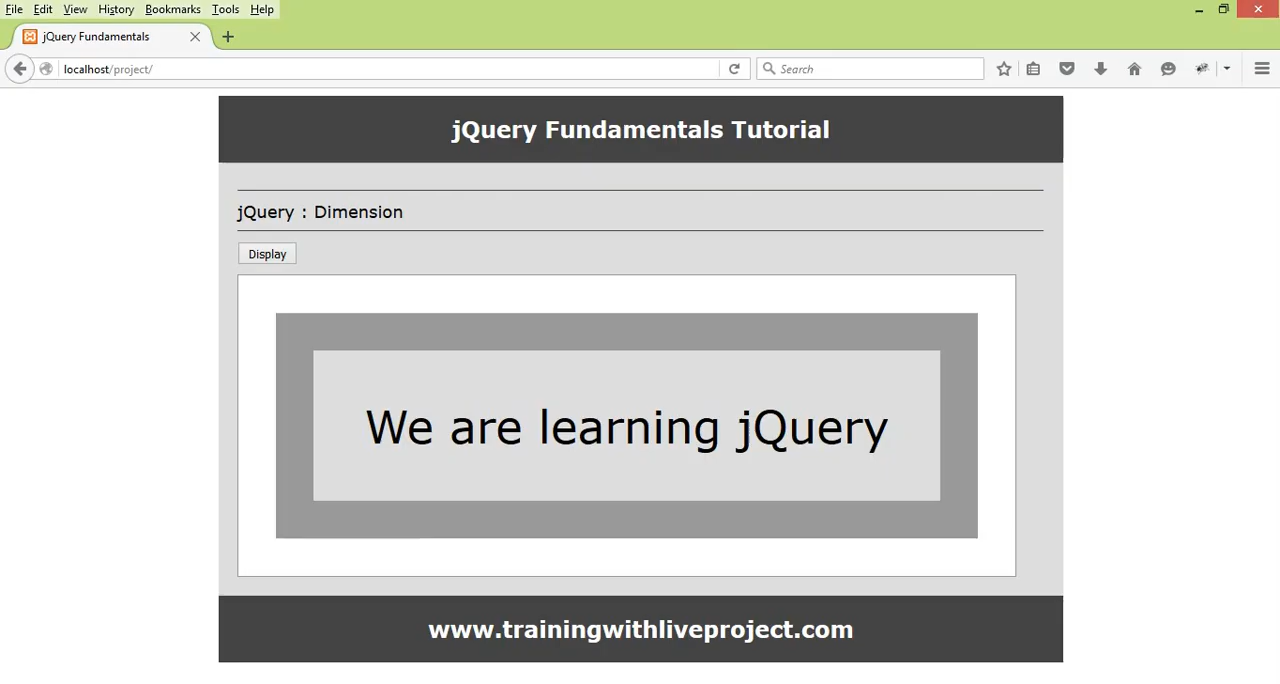 File Edit View History Bookmarks Tools Help
jQuery Fundamentals
localhost/project/
Search
jQuery Fundamentals Tutorial
jQuery : Dimension
Display
We are learning jQuery
www.trainingwithliveproject.com